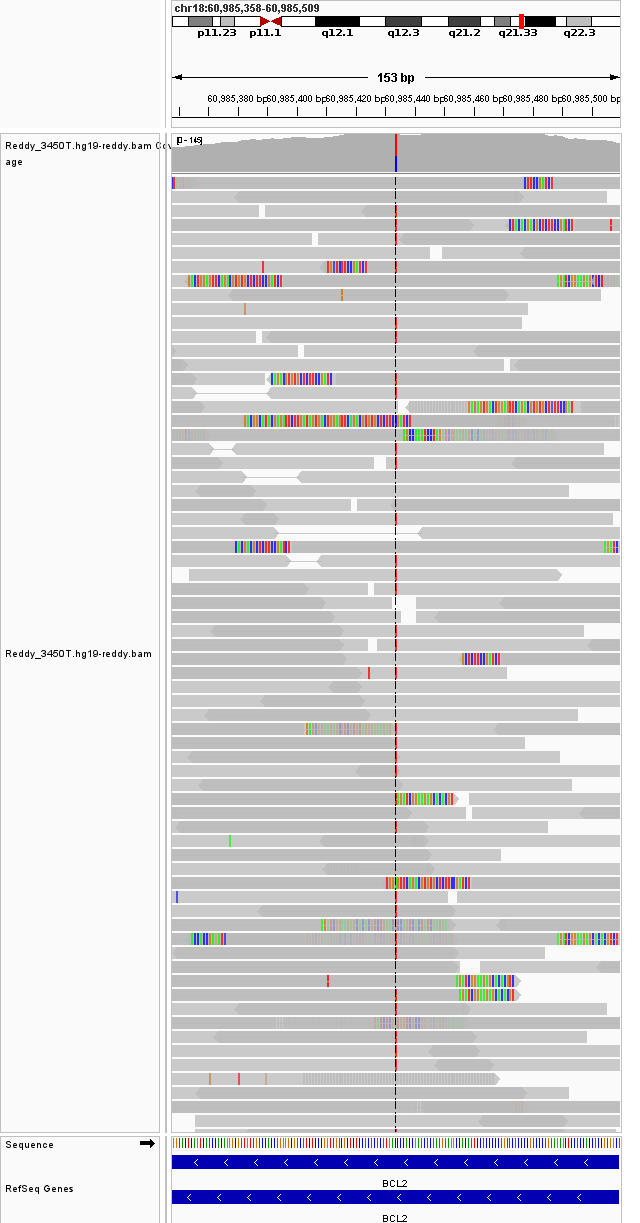 chr18:60,985,358-60,985,509
p11.23 p11.1 q12.1 q12.3 q21.2 q21.33 q22.3
153 bp
60,985,380 bp 60,985,400 bp 60,985,420 bp 60,985,440 bp 60,985,460 bp 60,985,480 bp 60,985,500 bp
Reddy_3450T.hg19-reddy.bam Cov
age
[0 - 145]
Reddy_3450T.hg19-reddy.bam
Sequence
BCL2
RefSeq Genes
BCL2